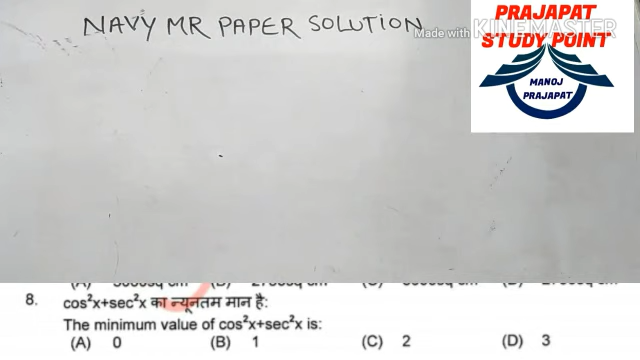 NAVY MR PAPER SOLUTION
Made with KINEMASTER
PRAJAPAT
STUDY POINT
MANOJ
PRAJAPAT
8. cos²x+sec²x का न्यूनतम मान है:
The minimum value of cos²x+sec²x is:
(A) 0 (B) 1 (C) 2 (D) 3